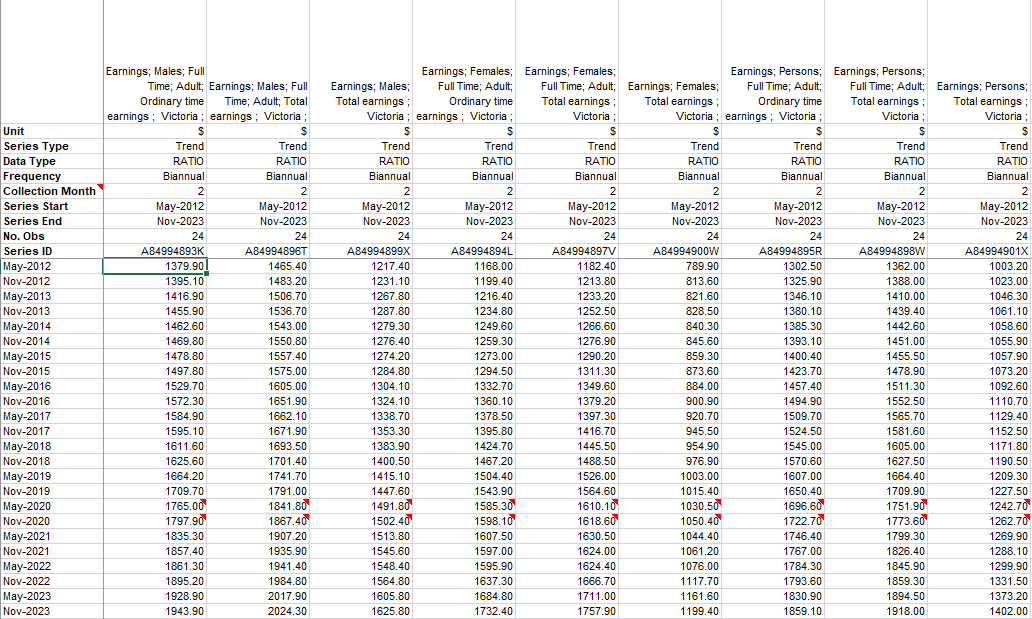 Earnings; Males; Full Time; Adult; Ordinary time earnings ; Victoria ; Earnings; Males; Full Time; Adult; Total earnings ; Victoria ; Earnings; Males; Total earnings ; Victoria ; Earnings; Females; Full Time; Adult; Ordinary time earnings ; Victoria ; Earnings; Females; Full Time; Adult; Total earnings ; Victoria ; Earnings; Females; Total earnings ; Victoria ; Earnings; Persons; Full Time; Adult; Ordinary time earnings ; Victoria ; Earnings; Persons; Full Time; Adult; Total earnings ; Victoria ; Earnings; Persons; Total earnings ; Victoria ;
Unit $ $ $ $ $ $ $ $ $
Series Type Trend Trend Trend Trend Trend Trend Trend Trend Trend
Data Type RATIO RATIO RATIO RATIO RATIO RATIO RATIO RATIO RATIO
Frequency Biannual Biannual Biannual Biannual Biannual Biannual Biannual Biannual Biannual
Collection Month 2 2 2 2 2 2 2 2 2
Series Start May-2012 May-2012 May-2012 May-2012 May-2012 May-2012 May-2012 May-2012 May-2012
Series End Nov-2023 Nov-2023 Nov-2023 Nov-2023 Nov-2023 Nov-2023 Nov-2023 Nov-2023 Nov-2023
No. Obs 24 24 24 24 24 24 24 24 24
Series ID A84994893K A84994896T A84994899X A84994894L A84994897V A84994900W A84994895R A84994898W A84994901X
May-2012 1379.90 1465.40 1217.40 1168.00 1182.40 789.90 1302.50 1362.00 1003.20
Nov-2012 1395.10 1483.20 1231.10 1199.40 1213.80 813.60 1325.90 1388.00 1023.00
May-2013 1416.90 1506.70 1267.80 1216.40 1233.20 821.60 1346.10 1410.00 1046.30
Nov-2013 1455.90 1536.70 1287.80 1234.80 1252.50 828.50 1380.10 1439.40 1061.10
May-2014 1462.60 1543.00 1279.30 1249.60 1266.60 840.30 1385.30 1442.60 1058.60
Nov-2014 1469.80 1550.80 1276.40 1259.30 1276.90 845.60 1393.10 1451.00 1055.90
May-2015 1478.80 1557.40 1274.20 1273.00 1290.20 859.30 1400.40 1455.50 1057.90
Nov-2015 1497.80 1575.00 1284.80 1294.50 1311.30 873.60 1423.70 1478.90 1073.20
May-2016 1529.70 1605.00 1304.10 1332.70 1349.60 884.00 1457.40 1511.30 1092.60
Nov-2016 1572.30 1651.90 1324.10 1360.10 1379.20 900.90 1494.90 1552.50 1110.70
May-2017 1584.90 1662.10 1338.70 1378.50 1397.30 920.70 1509.70 1565.70 1129.40
Nov-2017 1595.10 1671.90 1353.30 1395.80 1416.70 945.50 1524.50 1581.60 1152.50
May-2018 1611.60 1693.50 1383.90 1424.70 1445.50 954.90 1545.00 1605.00 1171.80
Nov-2018 1625.60 1701.40 1400.50 1467.20 1488.50 976.90 1570.60 1627.50 1190.50
May-2019 1664.20 1741.70 1415.10 1504.40 1526.00 1003.00 1607.00 1664.40 1209.30
Nov-2019 1709.70 1791.00 1447.60 1543.90 1564.60 1015.40 1650.40 1709.90 1227.50
May-2020 1765.00 1841.80 1491.80 1585.30 1610.10 1030.50 1696.60 1751.90 1242.70
Nov-2020 1797.90 1867.40 1502.40 1598.10 1618.60 1050.40 1722.70 1773.60 1262.70
May-2021 1835.30 1907.20 1513.80 1607.50 1630.50 1044.40 1746.40 1799.30 1269.90
Nov-2021 1857.40 1935.90 1545.60 1597.00 1624.00 1061.20 1767.00 1826.40 1288.10
May-2022 1861.30 1941.40 1548.40 1595.90 1624.40 1076.00 1784.30 1845.90 1299.90
Nov-2022 1895.20 1984.80 1564.80 1637.30 1666.70 1117.70 1793.60 1859.30 1331.50
May-2023 1928.90 2017.90 1605.80 1684.80 1711.00 1161.60 1830.90 1894.50 1373.20
Nov-2023 1943.90 2024.30 1625.80 1732.40 1757.90 1199.40 1859.10 1918.00 1402.00